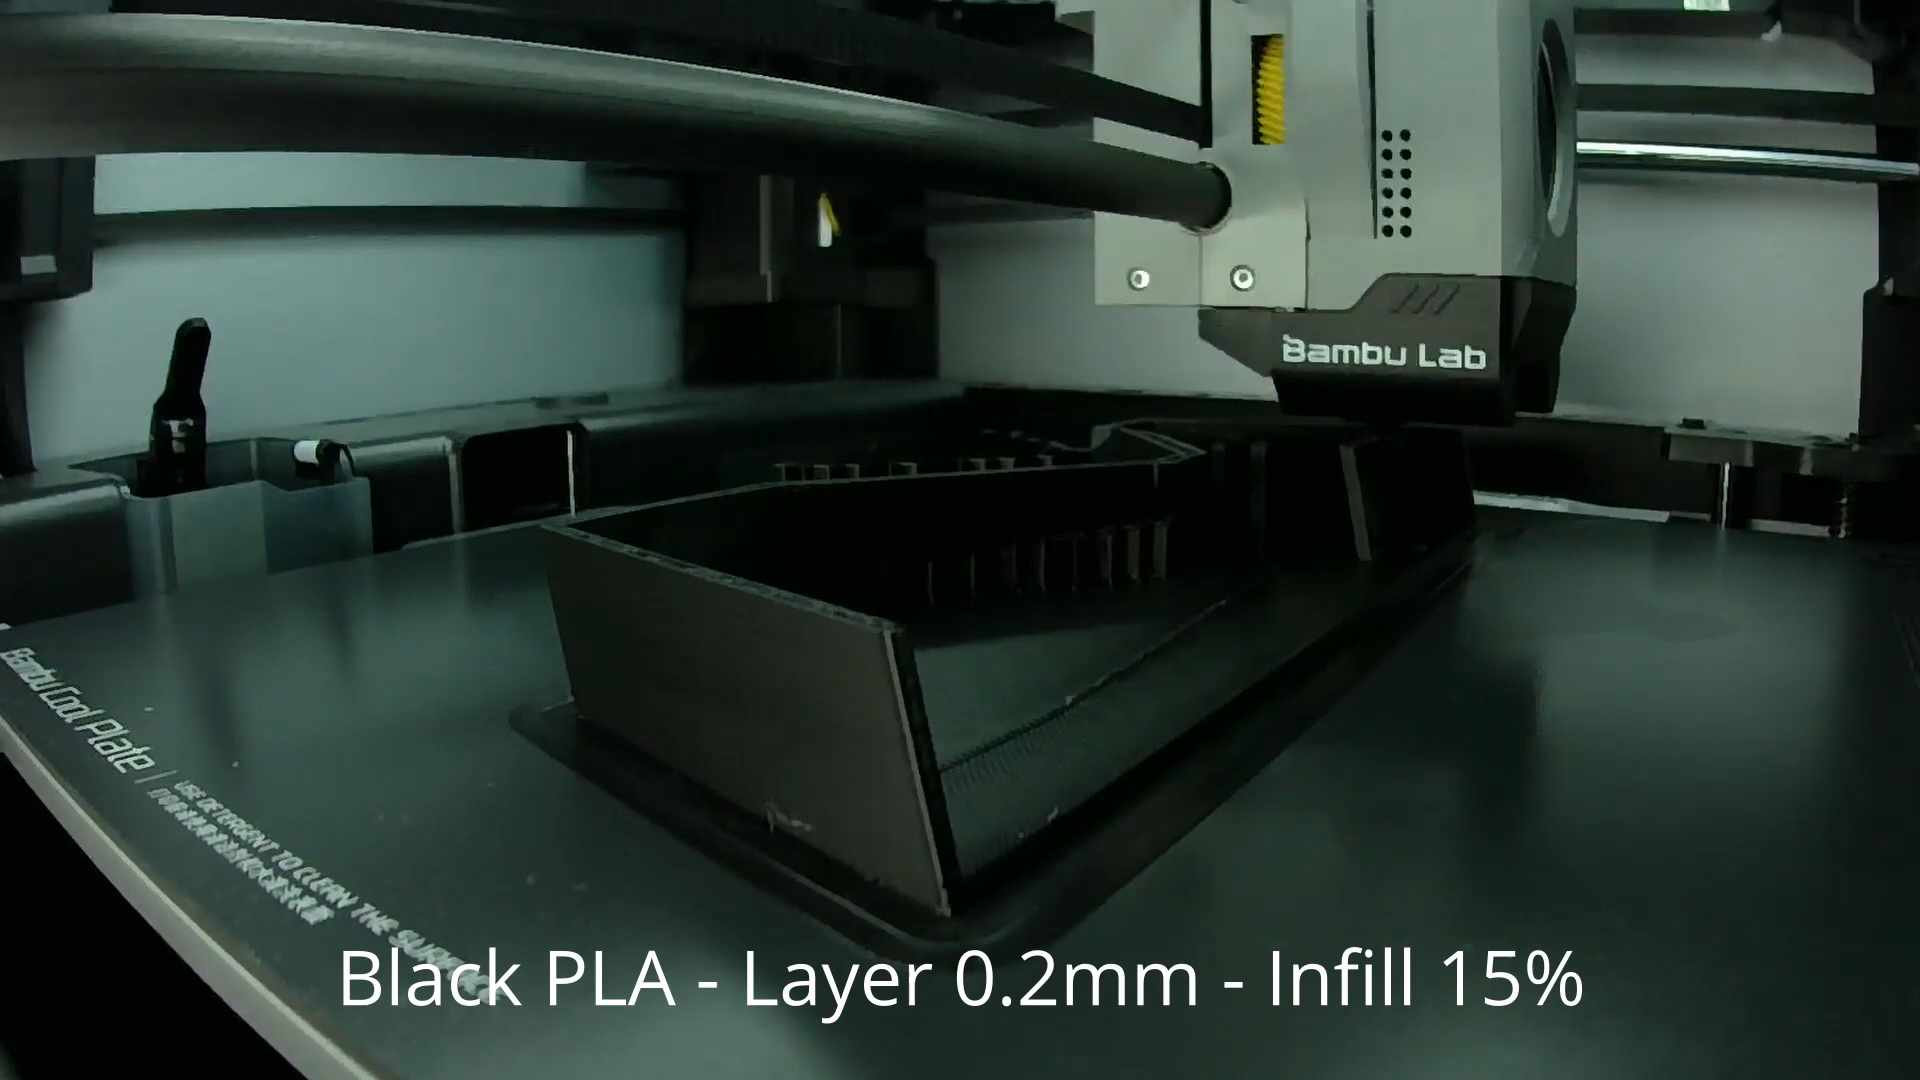 Bambu Lab
Bambu Cool Plate | USE DETERGENT TO CLEAN THE SURFACE
Black PLA - Layer 0.2mm - Infill 15%